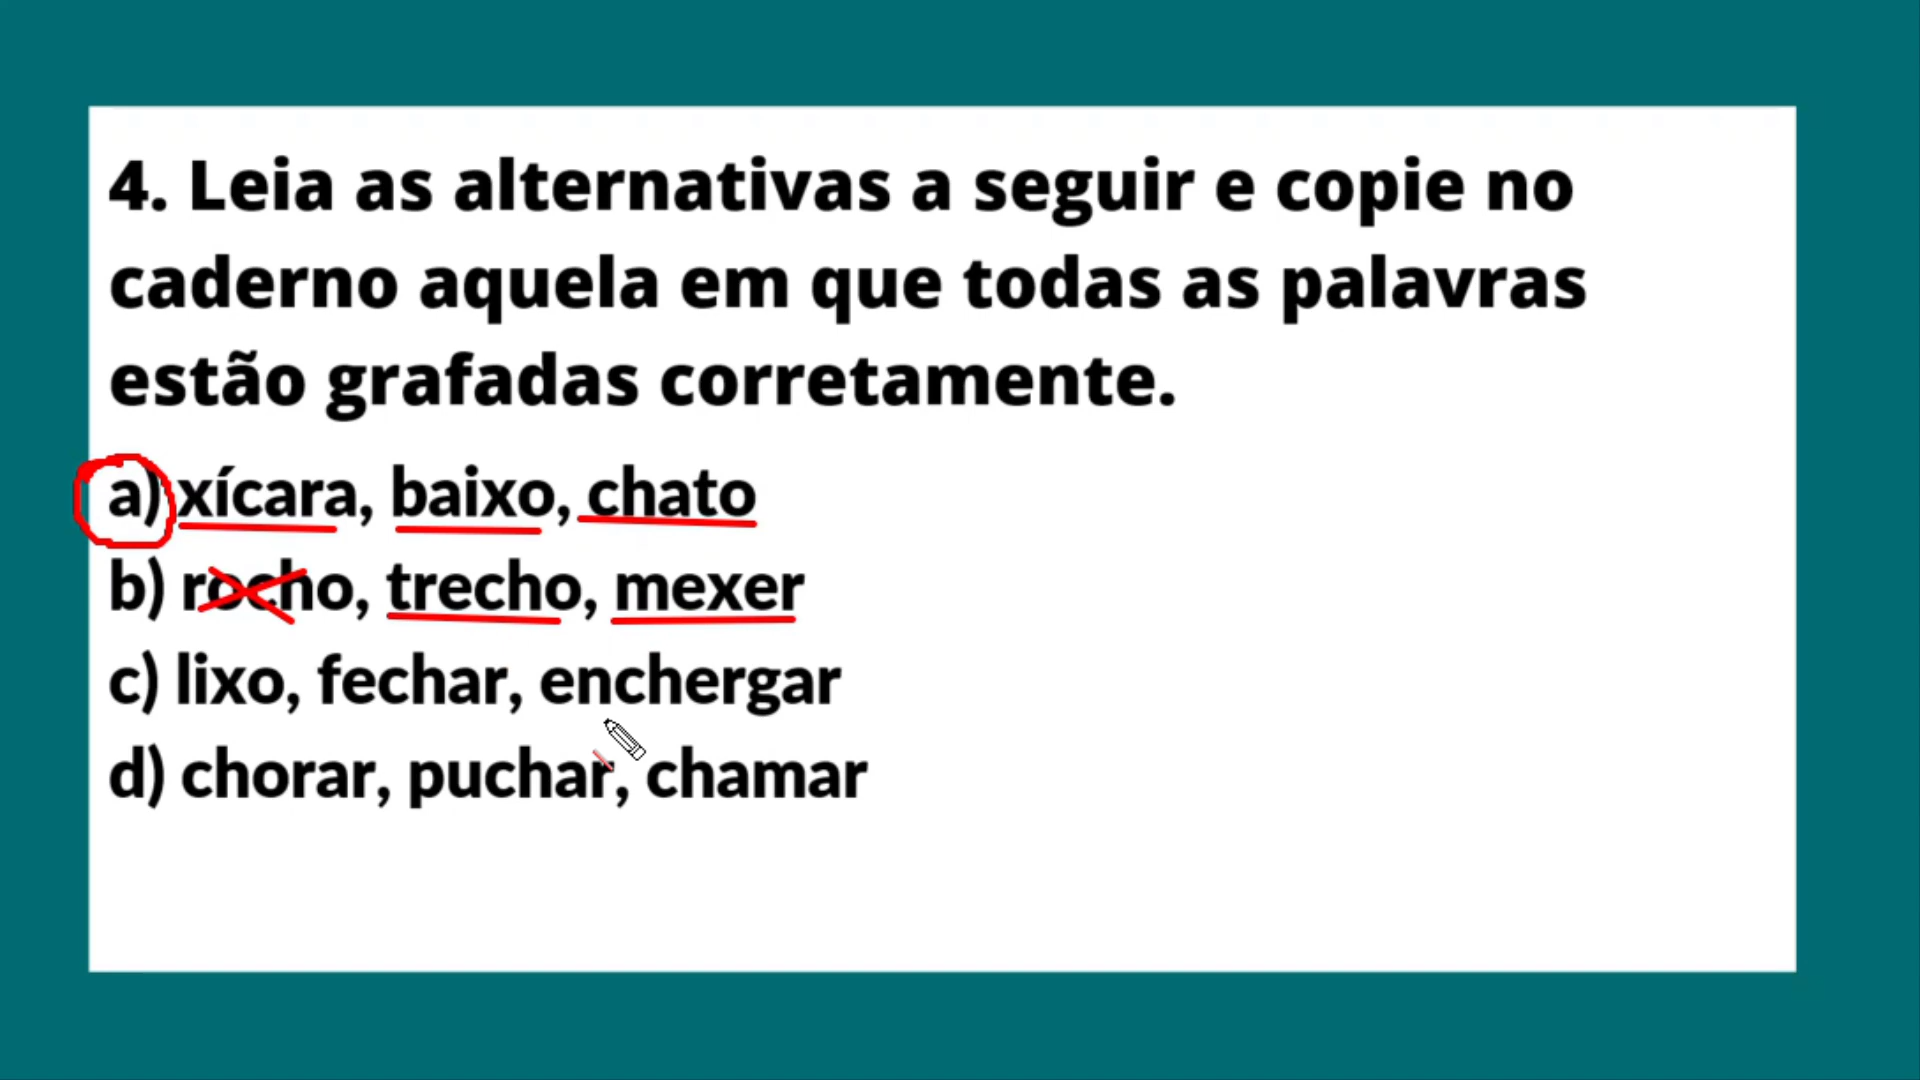 4. Leia as alternativas a seguir e copie no
caderno aquela em que todas as palavras
estão grafadas corretamente.
a) xícara, baixo, chato
b) rocho, trecho, mexer
c) lixo, fechar, enchergar
d) chorar, puchar, chamar